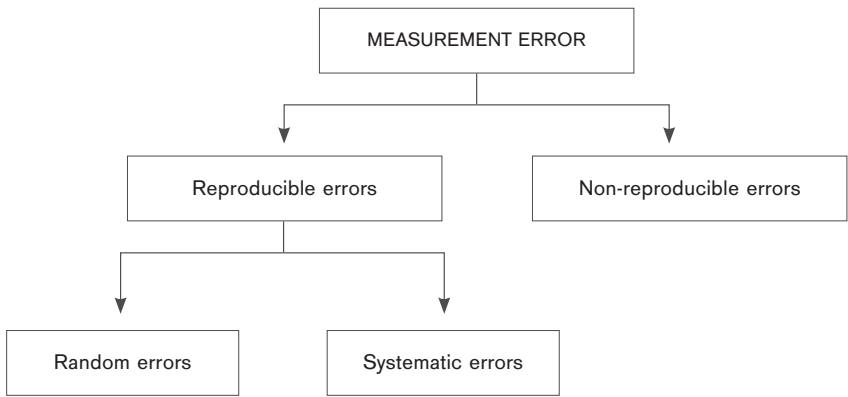 MEASUREMENT ERROR
Reproducible errors
Non-reproducible errors
Random errors
Systematic errors